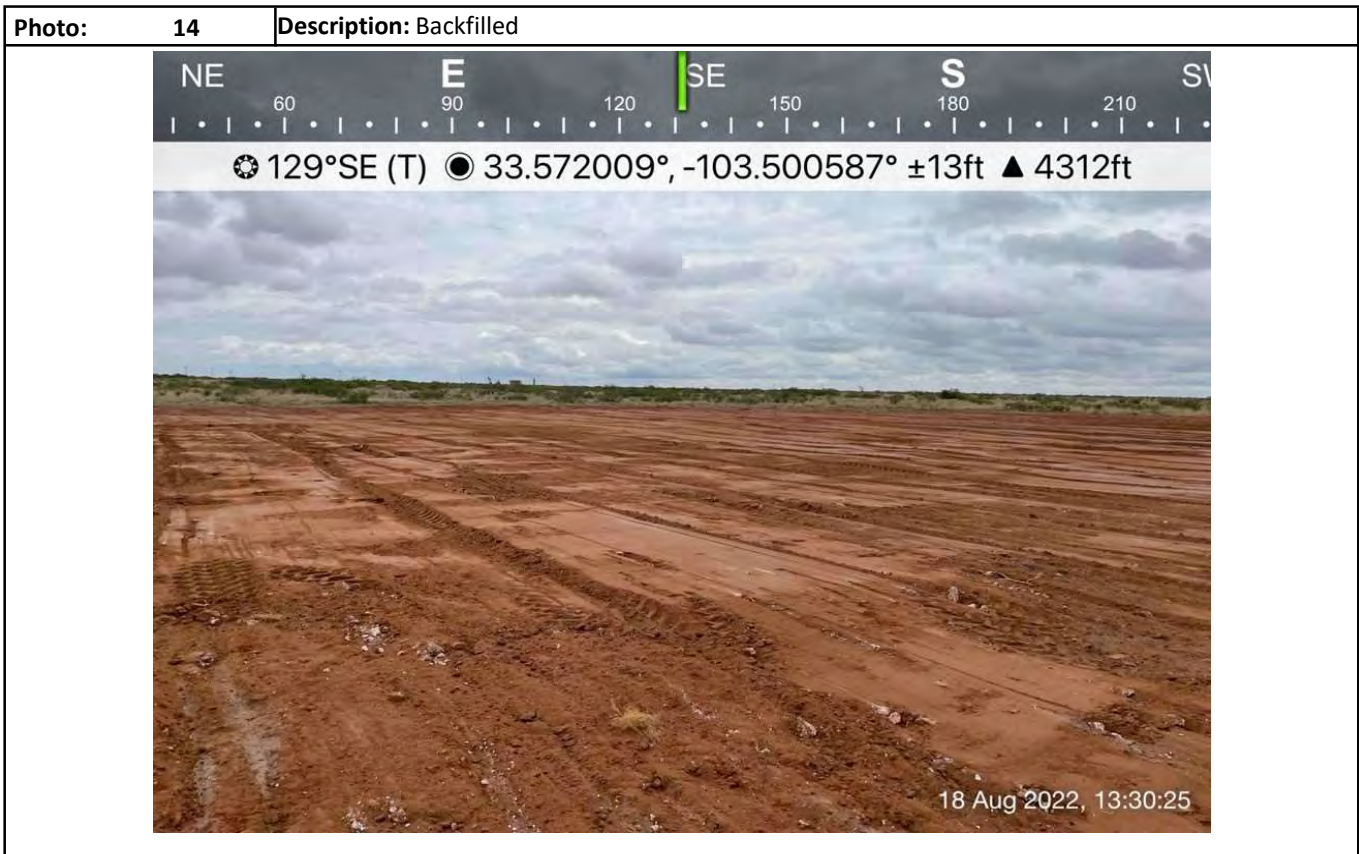 Photo: 14 Description: Backfilled
NE E SE S SW
60 90 120 150 180 210
129°SE (T) 33.572009°, -103.500587° ±13ft ▲ 4312ft
18 Aug 2022, 13:30:25